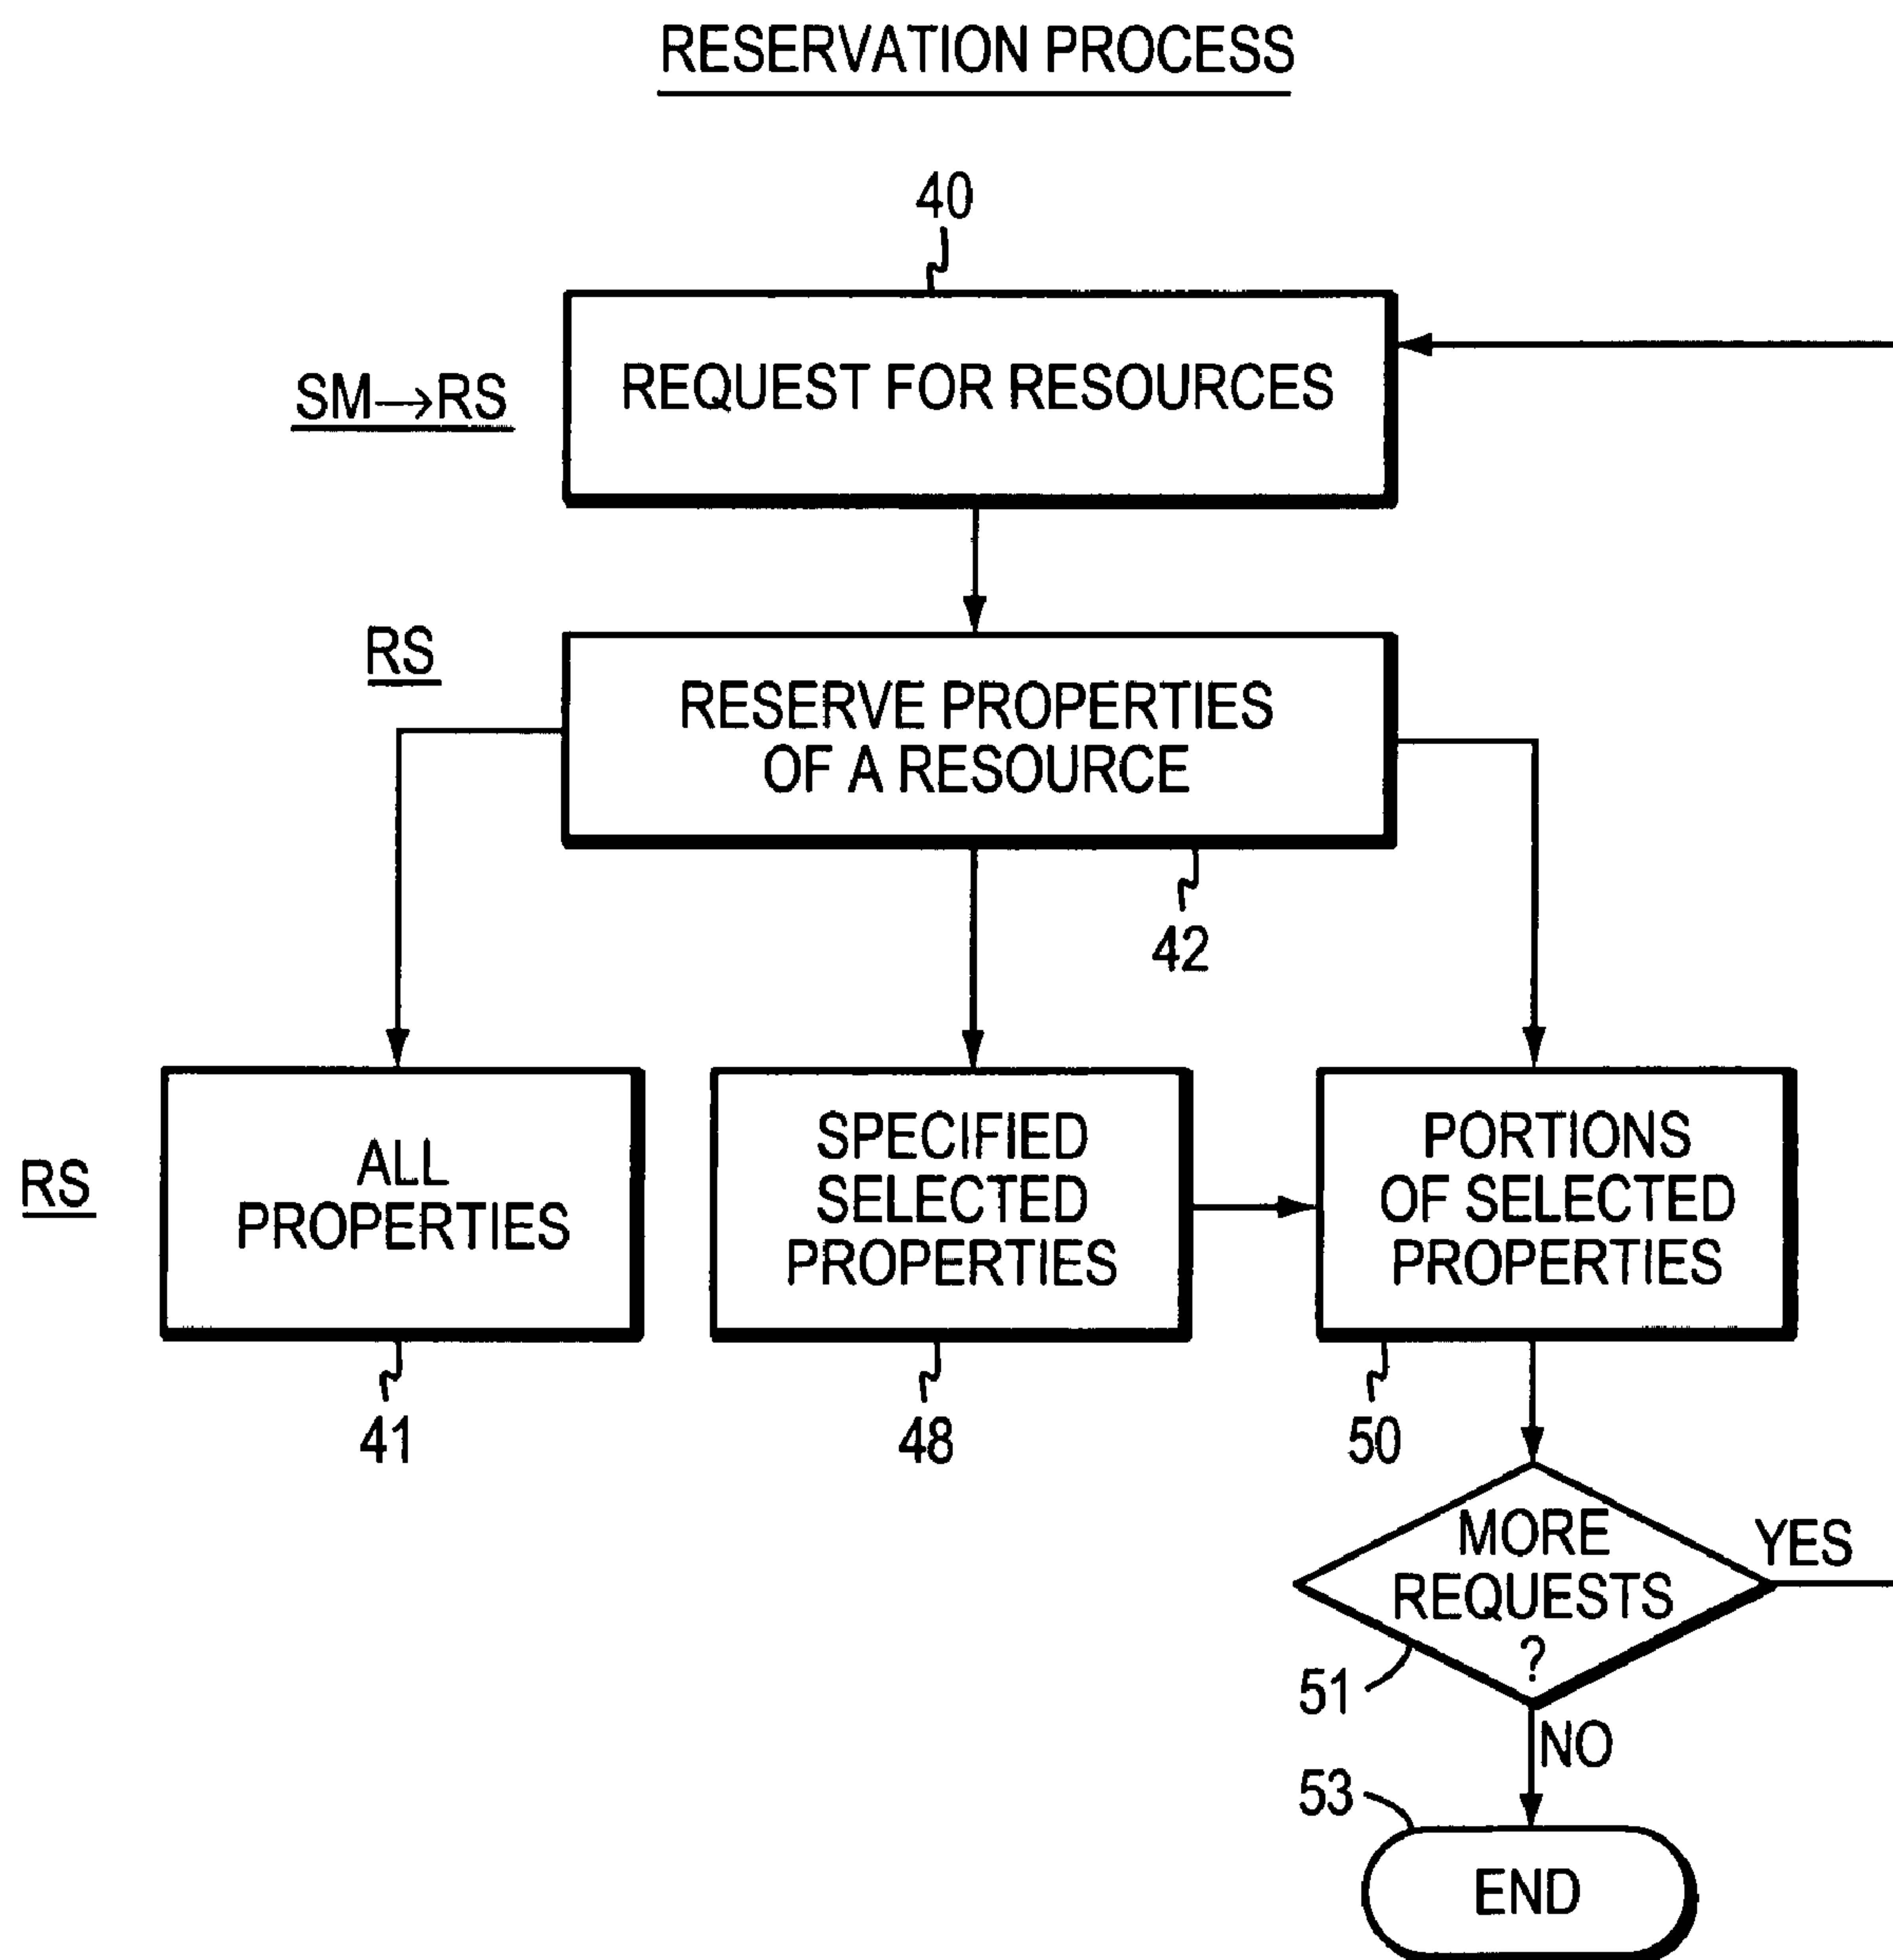 RESERVATION PROCESS
40
SM→RS
REQUEST FOR RESOURCES
RS
RESERVE PROPERTIES
OF A RESOURCE
42
RS
ALL
PROPERTIES
SPECIFIED
SELECTED
PROPERTIES
PORTIONS
OF SELECTED
PROPERTIES
41
48
50
MORE
REQUESTS
?
YES
51
NO
53
END